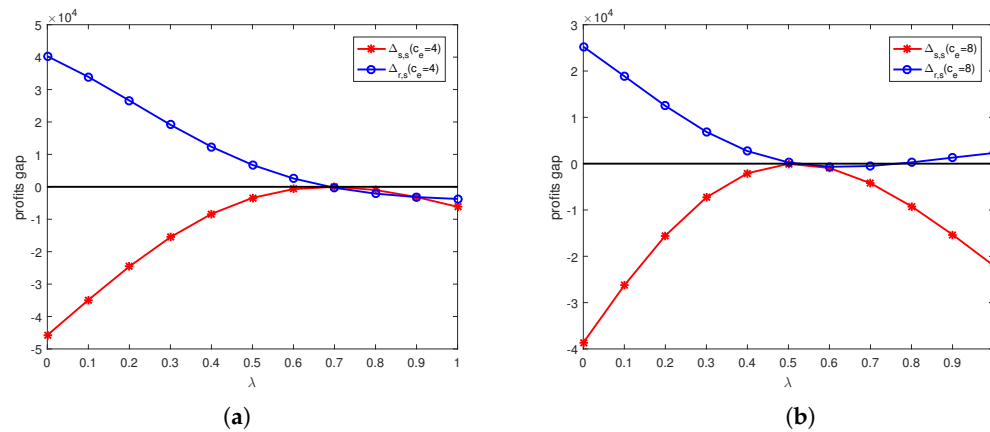 ×10⁴
5
4
3
2
1
0
-1
-2
-3
-4
-5
profits gap
0 0.1 0.2 0.3 0.4 0.5 0.6 0.7 0.8 0.9 1
λ
Δs,s(ce=4)
Δr,s(ce=4)
(a)
×10⁴
3
2
1
0
-1
-2
-3
-4
profits gap
0 0.1 0.2 0.3 0.4 0.5 0.6 0.7 0.8 0.9
λ
Δs,s(ce=8)
Δr,s(ce=8)
(b)